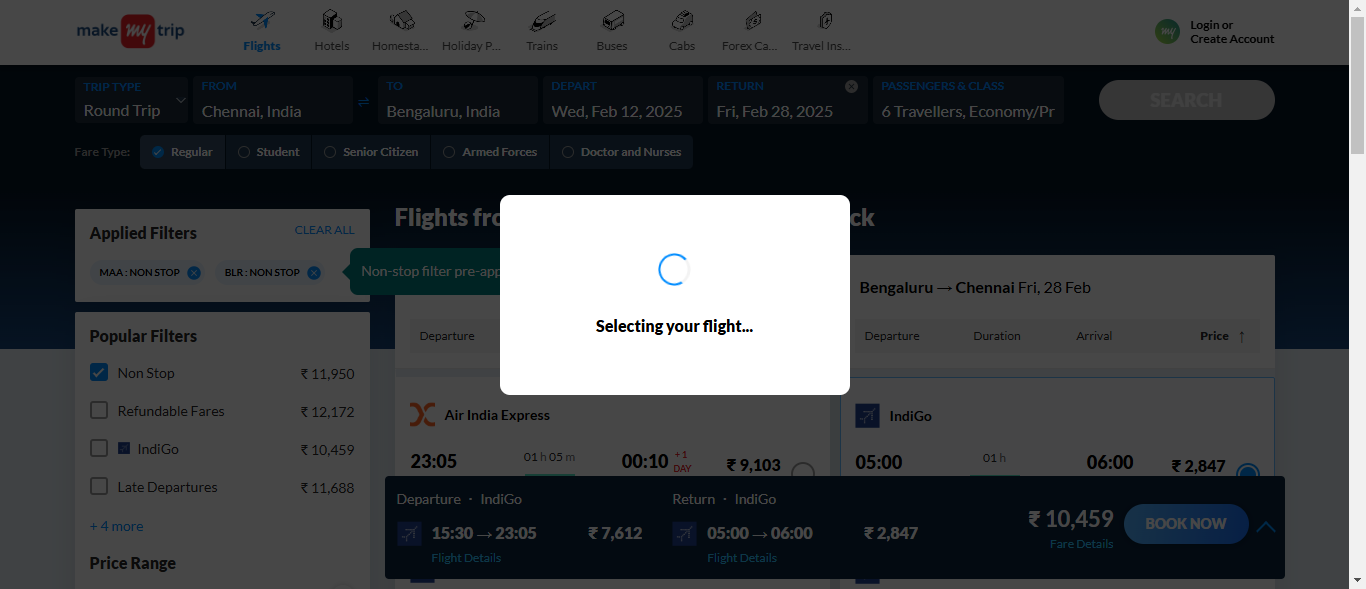 make my trip
Flights
Hotels
Homesta...
Holiday P...
Trains
Buses
Cabs
Forex Ca...
Travel Ins...
my
Login or
Create Account
TRIP TYPE
Round Trip
FROM
Chennai, India
TO
Bengaluru, India
DEPART
Wed, Feb 12, 2025
RETURN
Fri, Feb 28, 2025
PASSENGERS & CLASS
6 Travellers, Economy/Pr
SEARCH
Fare Type:
Regular
Student
Senior Citizen
Armed Forces
Doctor and Nurses
Applied Filters
CLEAR ALL
MAA : NON STOP
BLR : NON STOP
Non-stop filter pre-app
Popular Filters
Non Stop ₹ 11,950
Refundable Fares ₹ 12,172
IndiGo ₹ 10,459
Late Departures ₹ 11,688
+ 4 more
Price Range
Flights fro
ck
Selecting your flight...
Departure
Bengaluru → Chennai Fri, 28 Feb
Departure Duration Arrival Price ↑
Air India Express
23:05 01 h 05 m 00:10 +1 DAY ₹ 9,103
IndiGo
05:00 01 h 06:00 ₹ 2,847
Departure · IndiGo
15:30 → 23:05 ₹ 7,612
Flight Details
Return · IndiGo
05:00 → 06:00 ₹ 2,847
Flight Details
₹ 10,459
Fare Details
BOOK NOW